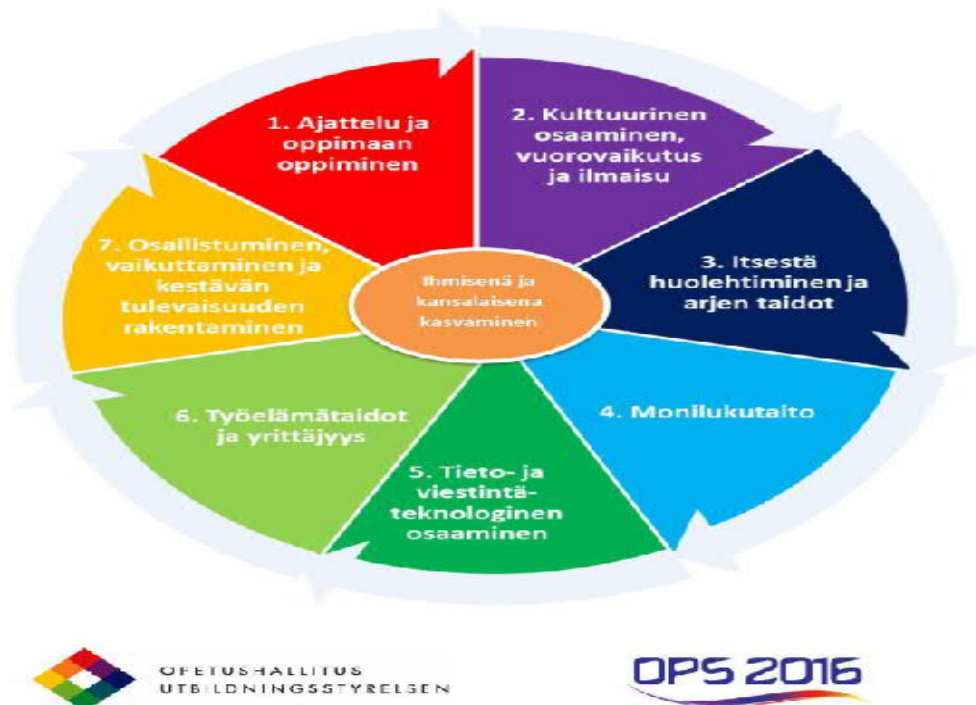 1. Ajattelu ja
oppimaan
oppiminen
2. Kulttuurinen
osaaminen,
vuorovaikutus
ja ilmaisu
3. Itsestä
huolehtiminen ja
arjen taidot
4. Monilukutaito
5. Tieto- ja
viestintä-
teknologinen
osaaminen
6. Työelämätaidot
ja yrittäjyys
7. Osallistuminen,
vaikuttaminen ja
kestävän
tulevaisuuden
rakentaminen
Ihmisenä ja
kansalaisena
kasvaminen
OPETUSHALLITUS
UTBILDNINGSSTYRELSEN
OPS 2016